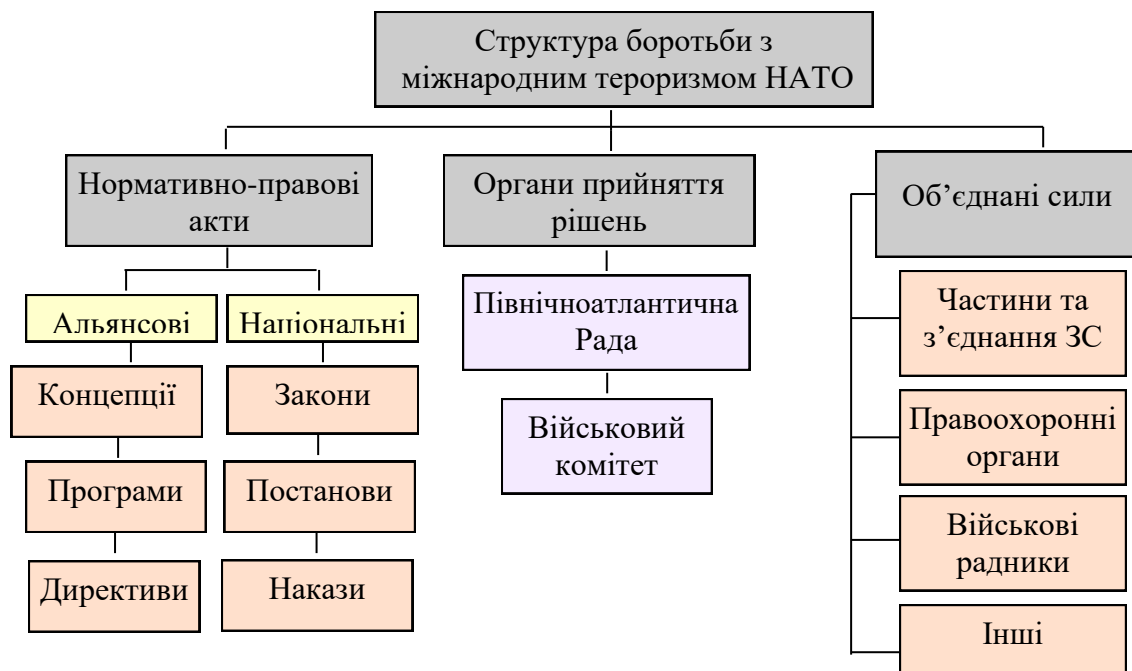 Структура боротьби з
міжнародним тероризмом НАТО
Нормативно-правові
акти
Органи прийняття
рішень
Об’єднані сили
Альянсові
Національні
Концепції
Закони
Програми
Постанови
Директиви
Накази
Північноатлантична
Рада
Військовий
комітет
Частини та
з’єднання ЗС
Правоохоронні
органи
Військові
радники
Інші